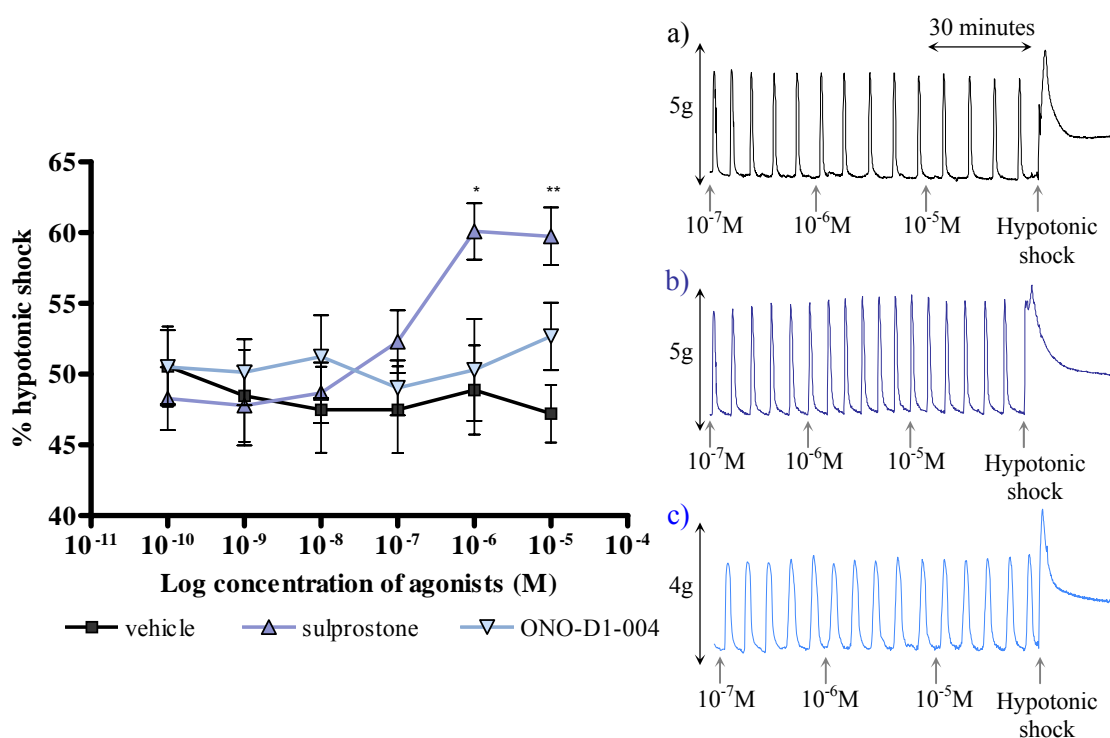 65
60
55
50
45
40
% hypotonic shock
* **
10⁻¹¹ 10⁻¹⁰ 10⁻⁹ 10⁻⁸ 10⁻⁷ 10⁻⁶ 10⁻⁵ 10⁻⁴
Log concentration of agonists (M)
vehicle sulprostone ONO-D1-004
a)
30 minutes
5g
10⁻⁷M 10⁻⁶M 10⁻⁵M Hypotonic
shock
b)
5g
10⁻⁷M 10⁻⁶M 10⁻⁵M Hypotonic
shock
c)
4g
10⁻⁷M 10⁻⁶M 10⁻⁵M Hypotonic
shock